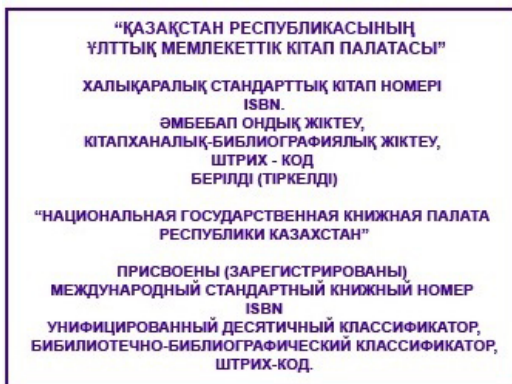 “ҚАЗАҚСТАН РЕСПУБЛИКАСЫНЫҢ
ҰЛТТЫҚ МЕМЛЕКЕТТІК КІТАП ПАЛАТАСЫ”
ХАЛЫҚАРАЛЫҚ СТАНДАРТТЫҚ КІТАП НОМЕРІ
ISBN.
ӘМБЕБАП ОНДЫҚ ЖІКТЕУ,
КІТАПХАНАЛЫҚ-БИБЛИОГРАФИЯЛЫҚ ЖІКТЕУ,
ШТРИХ - КОД
БЕРІЛДІ (ТІРКЕЛДІ)
“НАЦИОНАЛЬНАЯ ГОСУДАРСТВЕННАЯ КНИЖНАЯ ПАЛАТА
РЕСПУБЛИКИ КАЗАХСТАН”
ПРИСВОЕНЫ (ЗАРЕГИСТРИРОВАНЫ)
МЕЖДУНАРОДНЫЙ СТАНДАРТНЫЙ КНИЖНЫЙ НОМЕР
ISBN
УНИФИЦИРОВАННЫЙ ДЕСЯТИЧНЫЙ КЛАССИФИКАТОР,
БИБИЛИОТЕЧНО-БИБЛИОГРАФИЧЕСКИЙ КЛАССИФИКАТОР,
ШТРИХ-КОД.